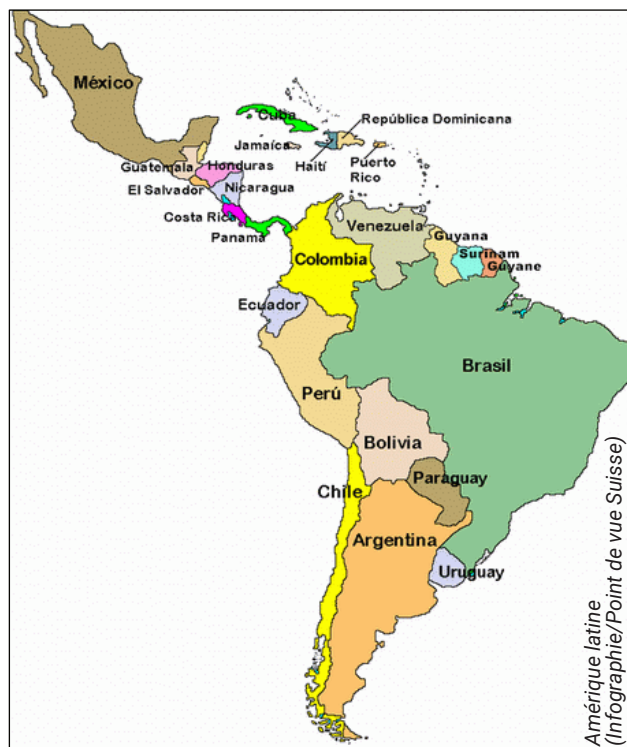 México
Cuba
República Dominicana
Jamaíca
Haití
Puerto
Rico
Guatemala
Honduras
El Salvador
Nicaragua
Costa Rica
Panamá
Venezuela
Guyana
Surinam
Guyane
Colombia
Ecuador
Brasil
Perú
Bolivia
Paraguay
Chile
Argentina
Uruguay
Amérique latine
(Infographie/Point de vue Suisse)